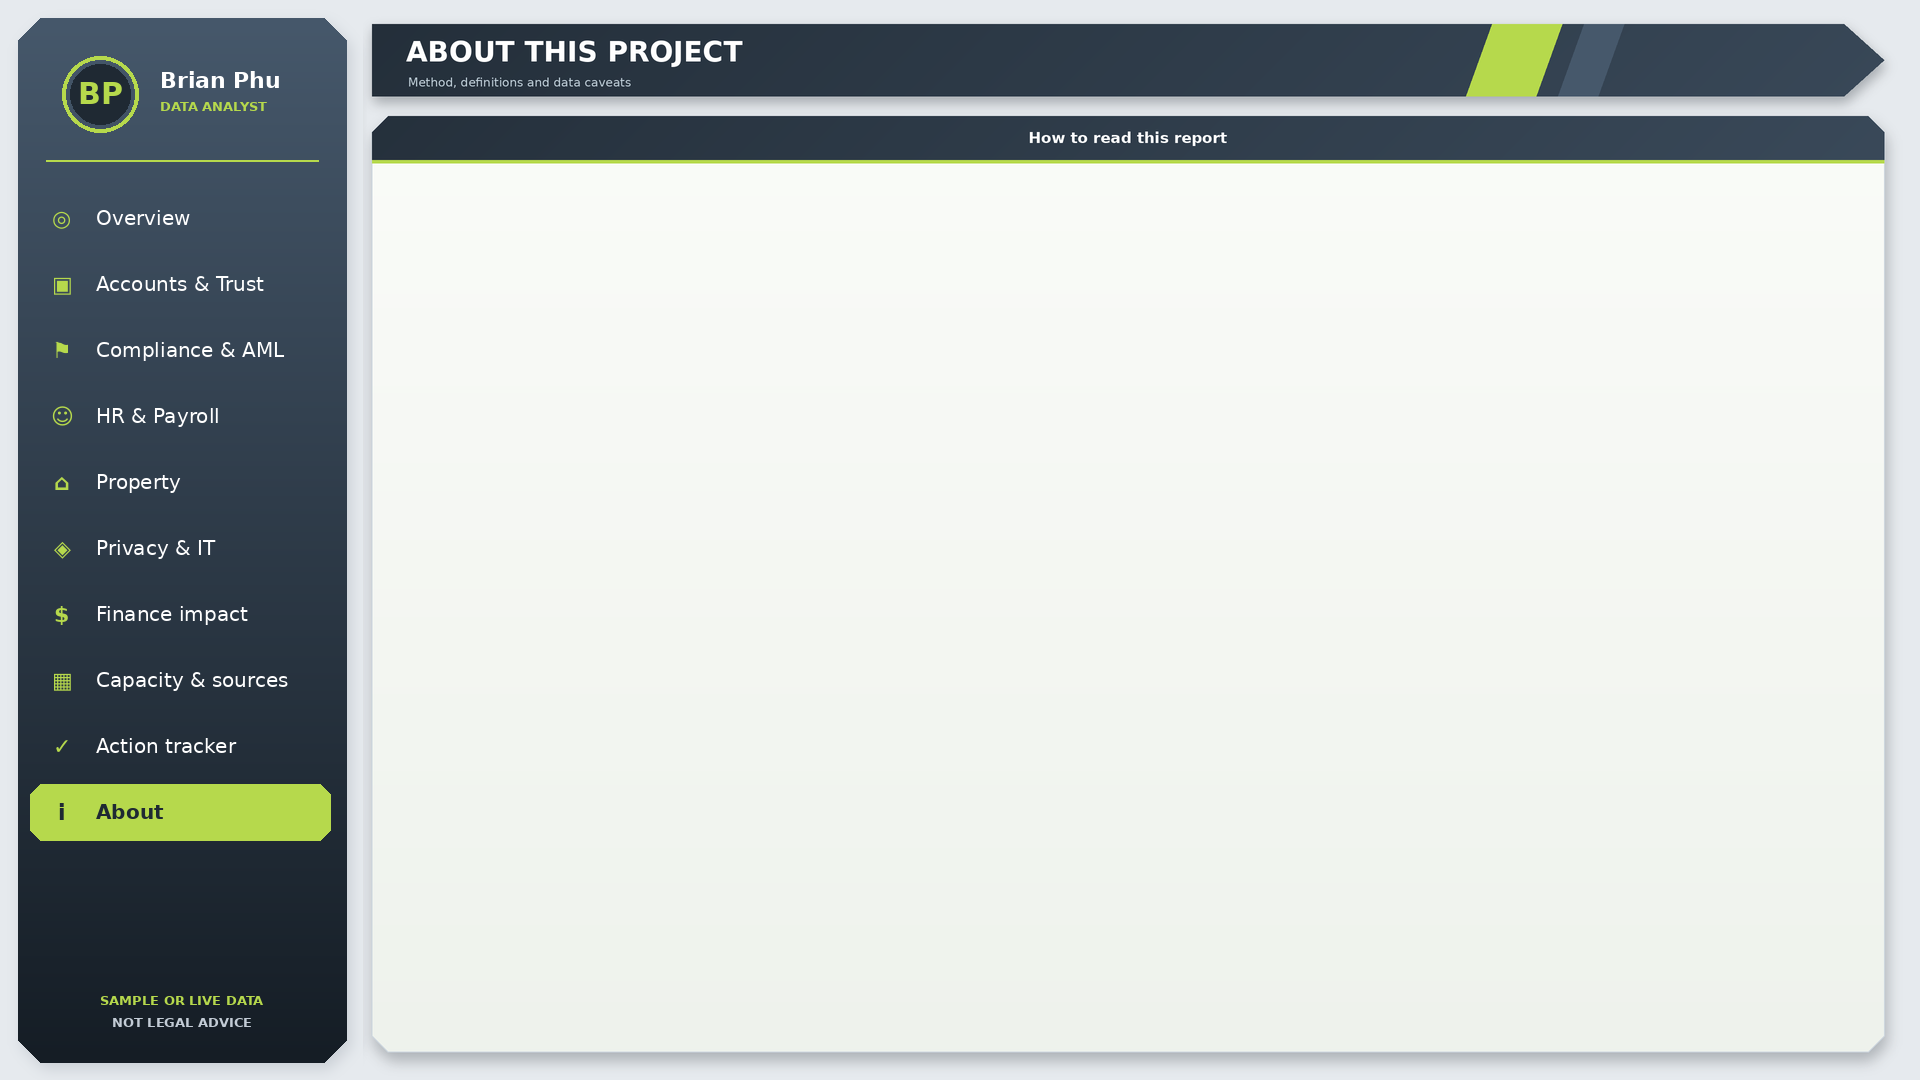 BP
Brian Phu
DATA ANALYST
Overview
Accounts & Trust
Compliance & AML
HR & Payroll
Property
Privacy & IT
$ Finance impact
Capacity & sources
✓ Action tracker
i About
SAMPLE OR LIVE DATA
NOT LEGAL ADVICE
ABOUT THIS PROJECT
Method, definitions and data caveats
How to read this report